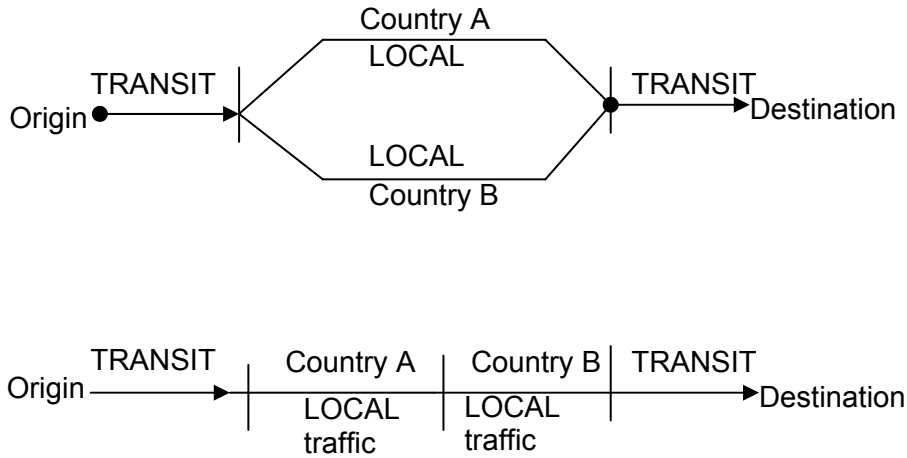 Country A
LOCAL
TRANSIT
TRANSIT
Origin
Destination
LOCAL
Country B
TRANSIT
Country A
Country B
TRANSIT
Origin
Destination
LOCAL
traffic
LOCAL
traffic